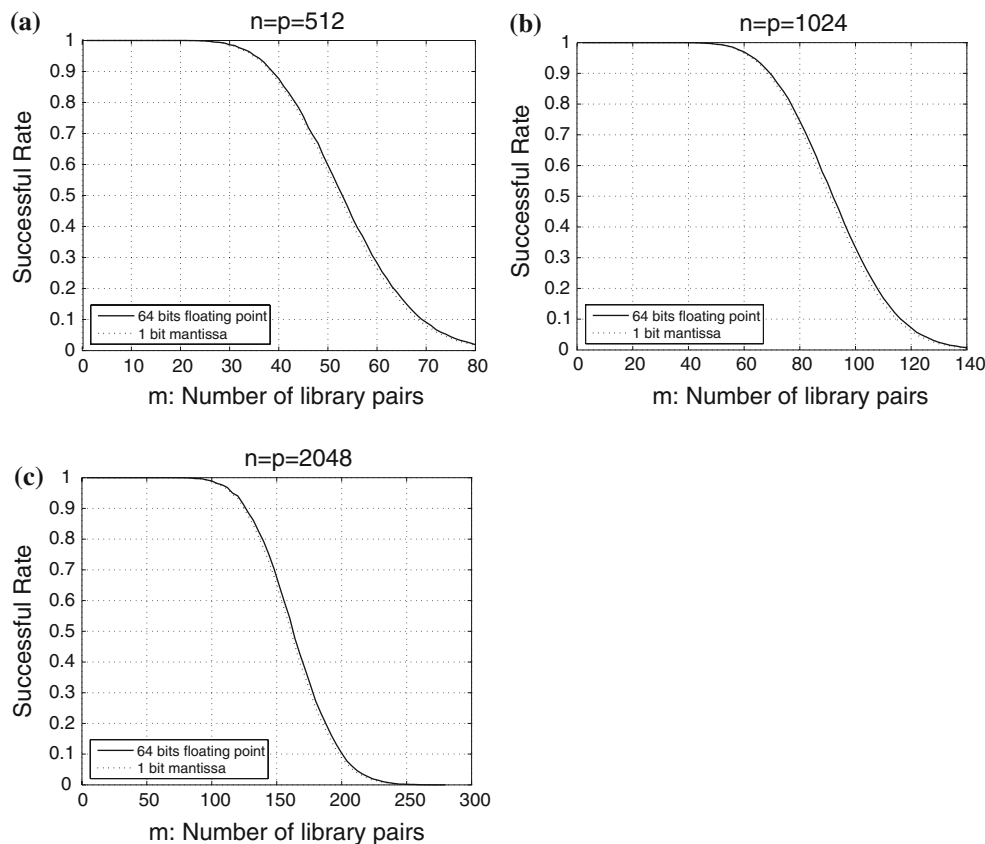 (a)
n=p=512
1
0.9
0.8
0.7
0.6
0.5
0.4
0.3
0.2
0.1
0
Successful Rate
64 bits floating point
1 bit mantissa
0 10 20 30 40 50 60 70 80
m: Number of library pairs
(b)
n=p=1024
1
0.9
0.8
0.7
0.6
0.5
0.4
0.3
0.2
0.1
0
Successful Rate
64 bits floating point
1 bit mantissa
0 20 40 60 80 100 120 140
m: Number of library pairs
(c)
n=p=2048
1
0.9
0.8
0.7
0.6
0.5
0.4
0.3
0.2
0.1
0
Successful Rate
64 bits floating point
1 bit mantissa
0 50 100 150 200 250 300
m: Number of library pairs